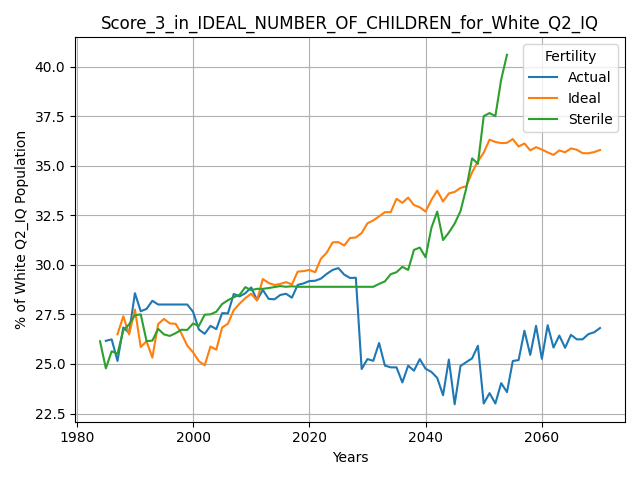 Score_3_in_IDEAL_NUMBER_OF_CHILDREN_for_White_Q2_IQ
Fertility
Actual
Ideal
Sterile
% of White Q2_IQ Population
40.0
37.5
35.0
32.5
30.0
27.5
25.0
22.5
1980
2000
2020
2040
2060
Years